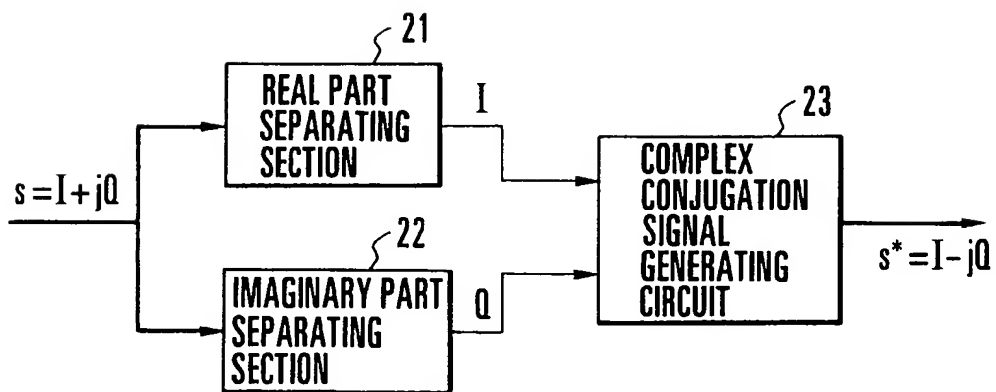 21
REAL PART
SEPARATING
SECTION
I
23
COMPLEX
CONJUGATION
SIGNAL
GENERATING
CIRCUIT
s=I+jQ
s*=I-jQ
22
IMAGINARY PART
SEPARATING
SECTION
Q